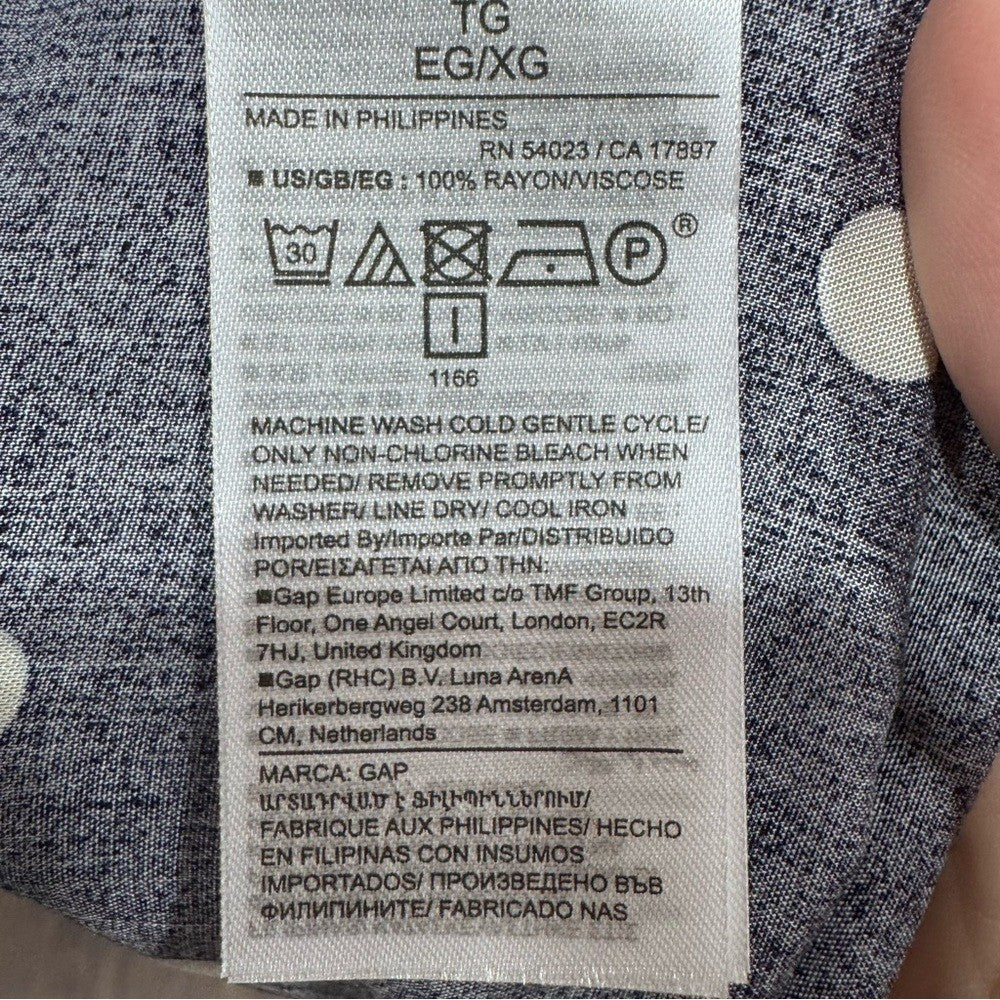 TG
EG/XG
MADE IN PHILIPPINES
RN 54023 / CA 17897
■ US/GB/EG : 100% RAYON/VISCOSE
30 P ®
1166
MACHINE WASH COLD GENTLE CYCLE/
ONLY NON-CHLORINE BLEACH WHEN
NEEDED/ REMOVE PROMPTLY FROM
WASHER/ LINE DRY/ COOL IRON
Imported By/Importe Par/DISTRIBUIDO
POR/ΕΙΣΑΓΕΤΑΙ ΑΠΟ ΤΗΝ:
■Gap Europe Limited c/o TMF Group, 13th
Floor, One Angel Court, London, EC2R
7HJ, United Kingdom
■Gap (RHC) B.V. Luna ArenA
Herikerbergweg 238 Amsterdam, 1101
CM, Netherlands
MARCA: GAP
ԱՐՏԱԴՐՎԱԾ Է ՖԻԼԻՊԻՆՆԵՐՈՒՄ/
FABRIQUE AUX PHILIPPINES/ HECHO
EN FILIPINAS CON INSUMOS
IMPORTADOS/ ПРОИЗВЕДЕНО ВЪВ
ФИЛИПИНИТЕ/ FABRICADO NAS